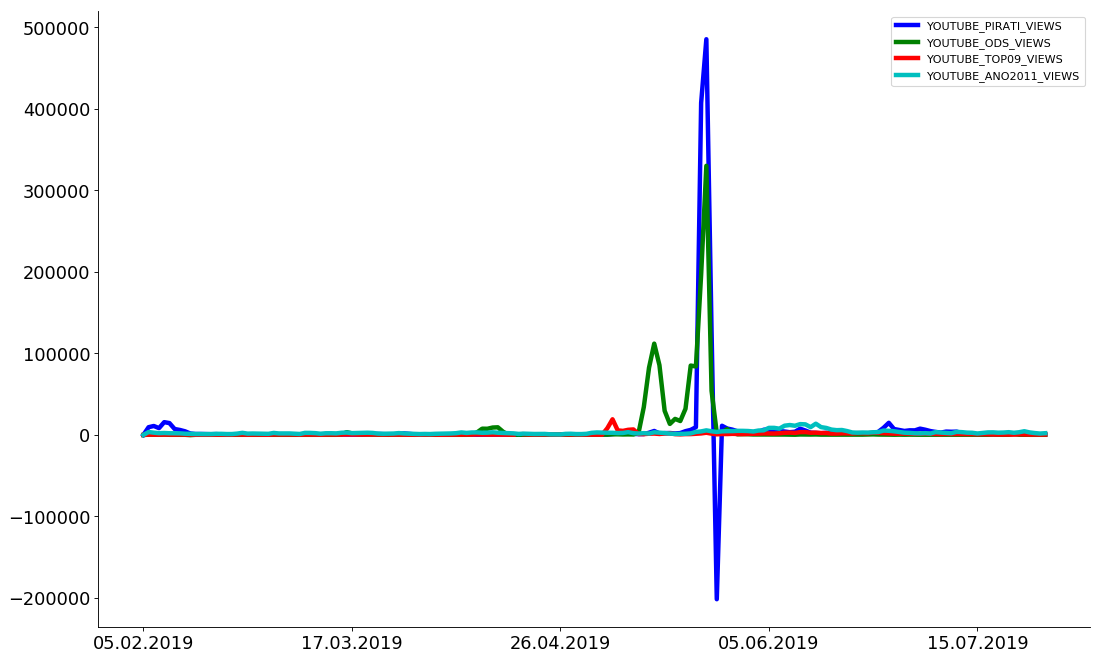 500000
400000
300000
200000
100000
0
−100000
−200000
05.02.2019 17.03.2019 26.04.2019 05.06.2019 15.07.2019
YOUTUBE_PIRATI_VIEWS
YOUTUBE_ODS_VIEWS
YOUTUBE_TOP09_VIEWS
YOUTUBE_ANO2011_VIEWS